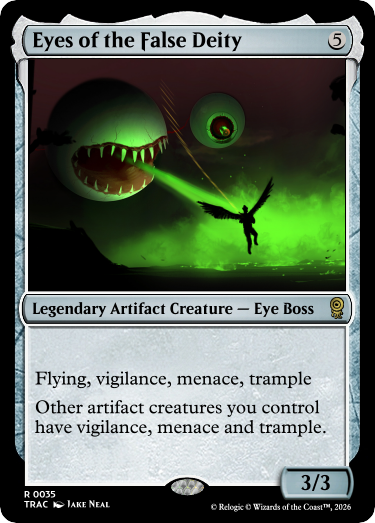 Eyes of the False Deity 5
Legendary Artifact Creature — Eye Boss
Flying, vigilance, menace, trample
Other artifact creatures you control
have vigilance, menace and trample.
3/3
R 0035
TRAC JAKE NEAL
© Relogic © Wizards of the Coast™, 2026